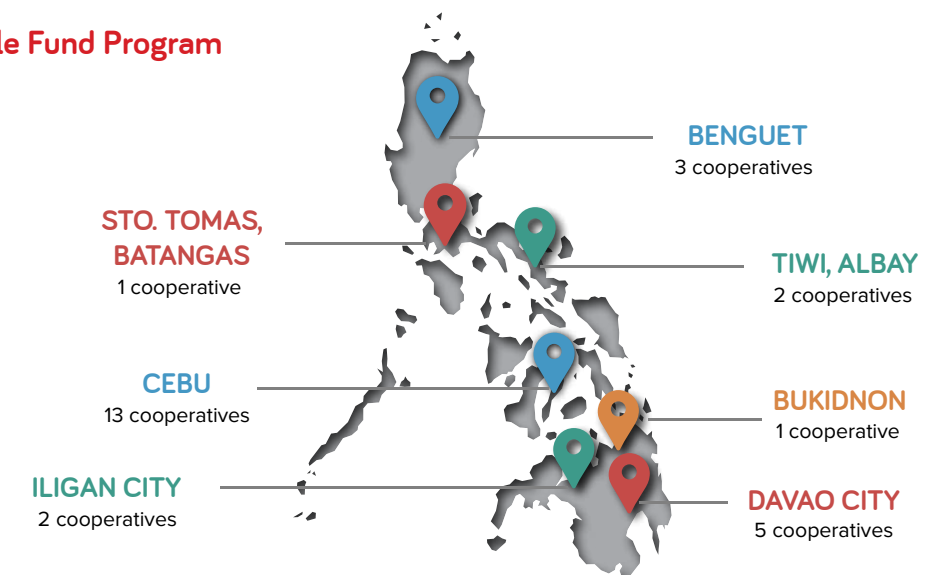 Fund Program
BENGUET
3 cooperatives
STO. TOMAS,
BATANGAS
1 cooperative
TIWI, ALBAY
2 cooperatives
CEBU
13 cooperatives
BUKIDNON
1 cooperative
ILIGAN CITY
2 cooperatives
DAVAO CITY
5 cooperatives